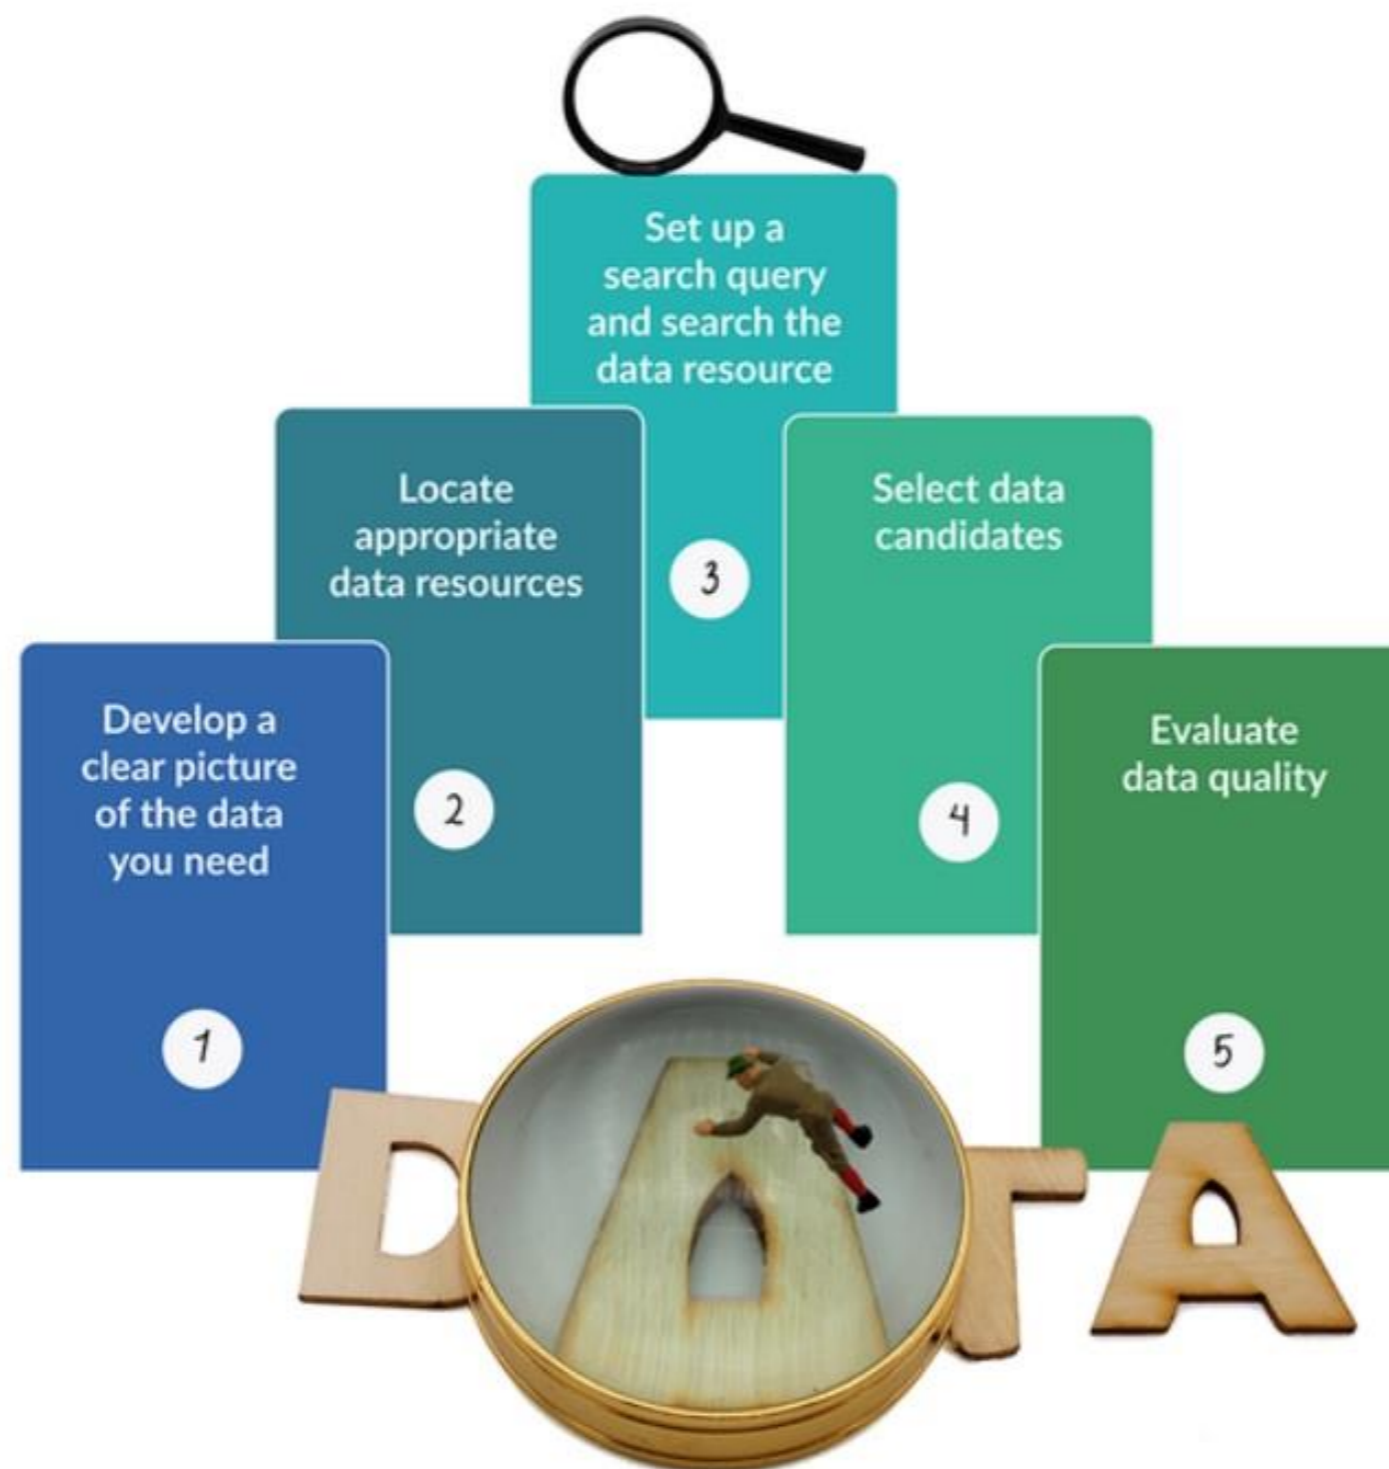 Develop a
clear picture
of the data
you need
1
Locate
appropriate
data resources
2
Set up a
search query
and search the
data resource
3
Select data
candidates
4
Evaluate
data quality
5
DATA